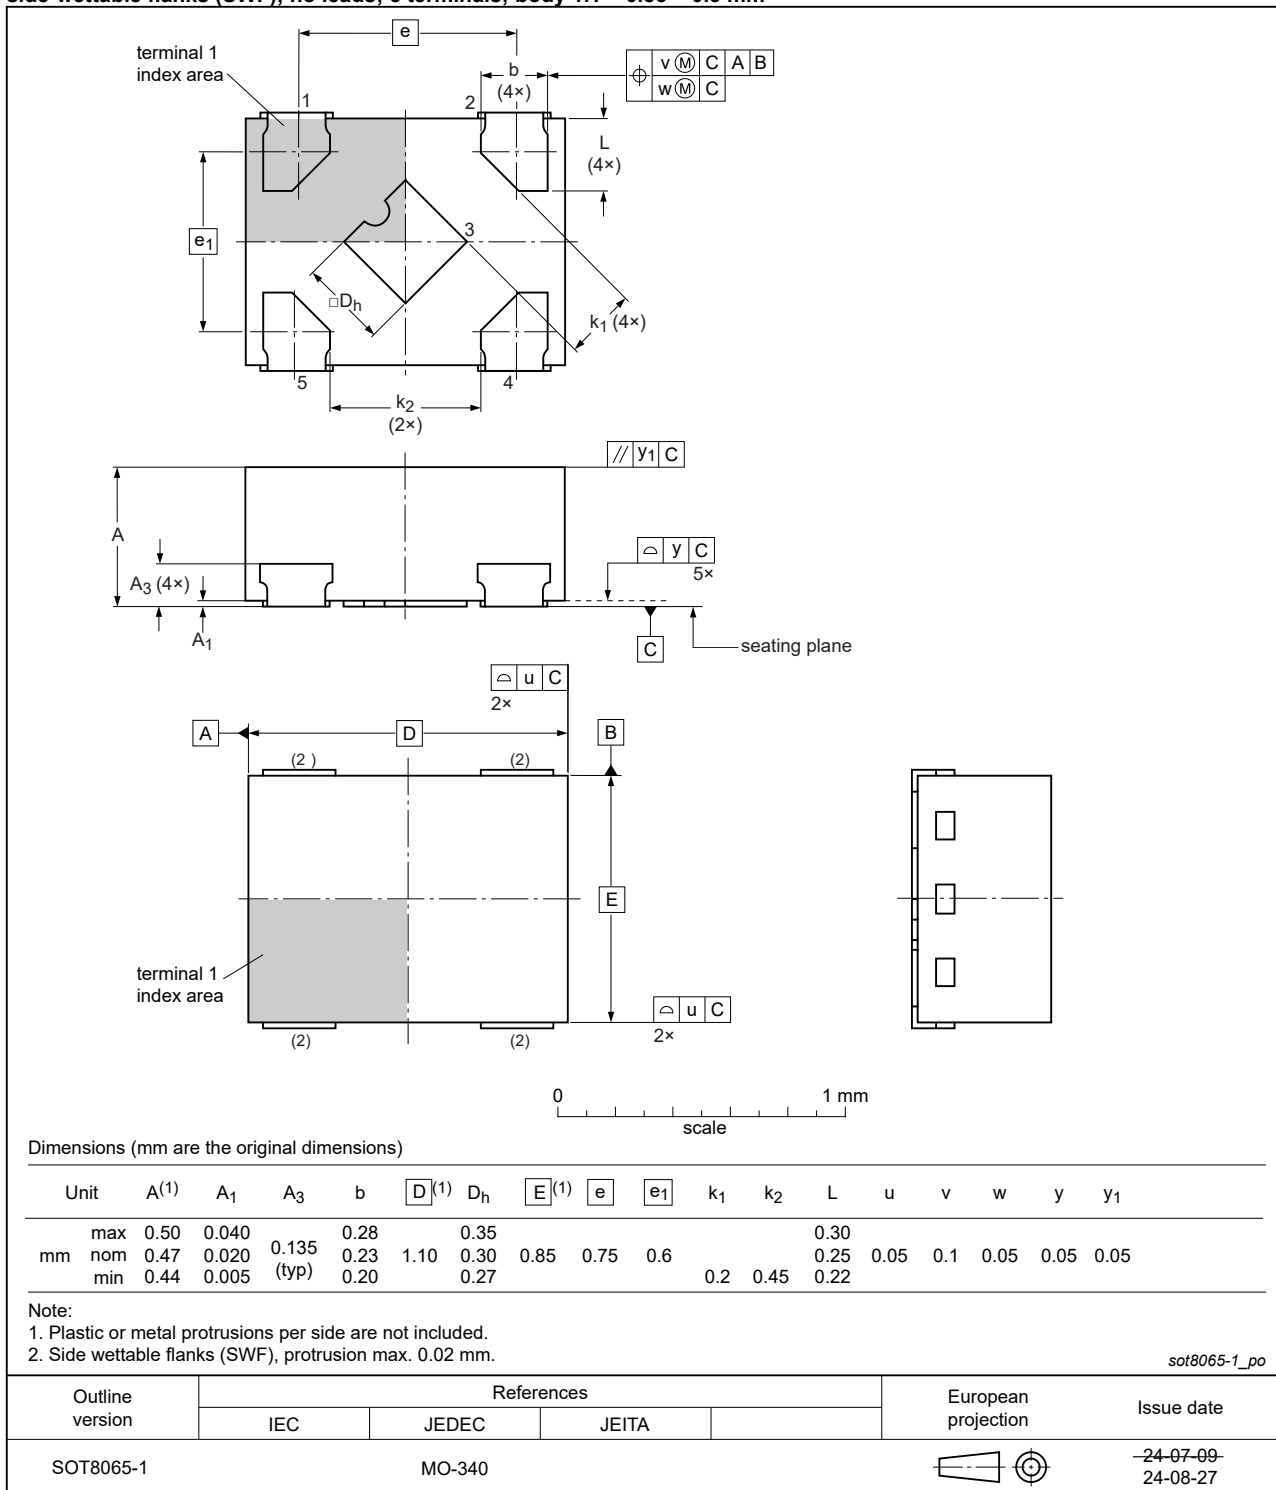 terminal 1
index area
e
b
(4×)
v Ⓜ C A B
w Ⓜ C
1
2
L
(4×)
e1
3
□Dh
k1 (4×)
5
4
k2
(2×)
// y1 C
A
A3 (4×)
A1
y C
5×
C
seating plane
u C
2×
A
D
B
(2 )
(2)
E
terminal 1
index area
(2)
(2)
u C
2×
0
1 mm
scale
Dimensions (mm are the original dimensions)
Unit A(1) A1 A3 b D(1) Dh E(1) e e1 k1 k2 L u v w y y1
max 0.50 0.040 0.28 0.35 0.30
mm nom 0.47 0.020 0.135 (typ) 0.23 1.10 0.30 0.85 0.75 0.6 0.25 0.05 0.1 0.05 0.05 0.05
min 0.44 0.005 0.20 0.27 0.2 0.45 0.22
Note:
1. Plastic or metal protrusions per side are not included.
2. Side wettable flanks (SWF), protrusion max. 0.02 mm.
sot8065-1_po
Outline version
References
European projection
Issue date
IEC JEDEC JEITA
SOT8065-1
MO-340
24-07-09
24-08-27